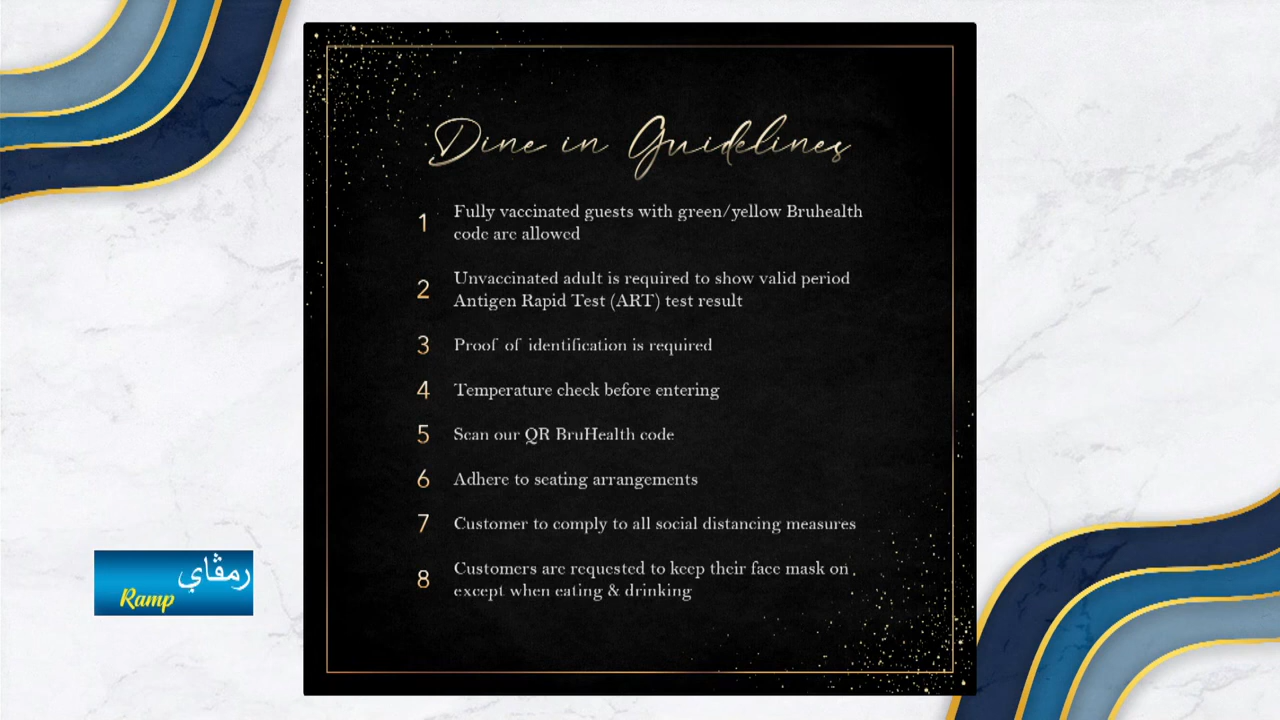 Dine in Guidelines
1 Fully vaccinated guests with green/yellow Bruhealth
code are allowed
2 Unvaccinated adult is required to show valid period
Antigen Rapid Test (ART) test result
3 Proof of identification is required
4 Temperature check before entering
5 Scan our QR BruHealth code
6 Adhere to seating arrangements
7 Customer to comply to all social distancing measures
8 Customers are requested to keep their face mask on,
except when eating & drinking
رمڤاي
Ramp